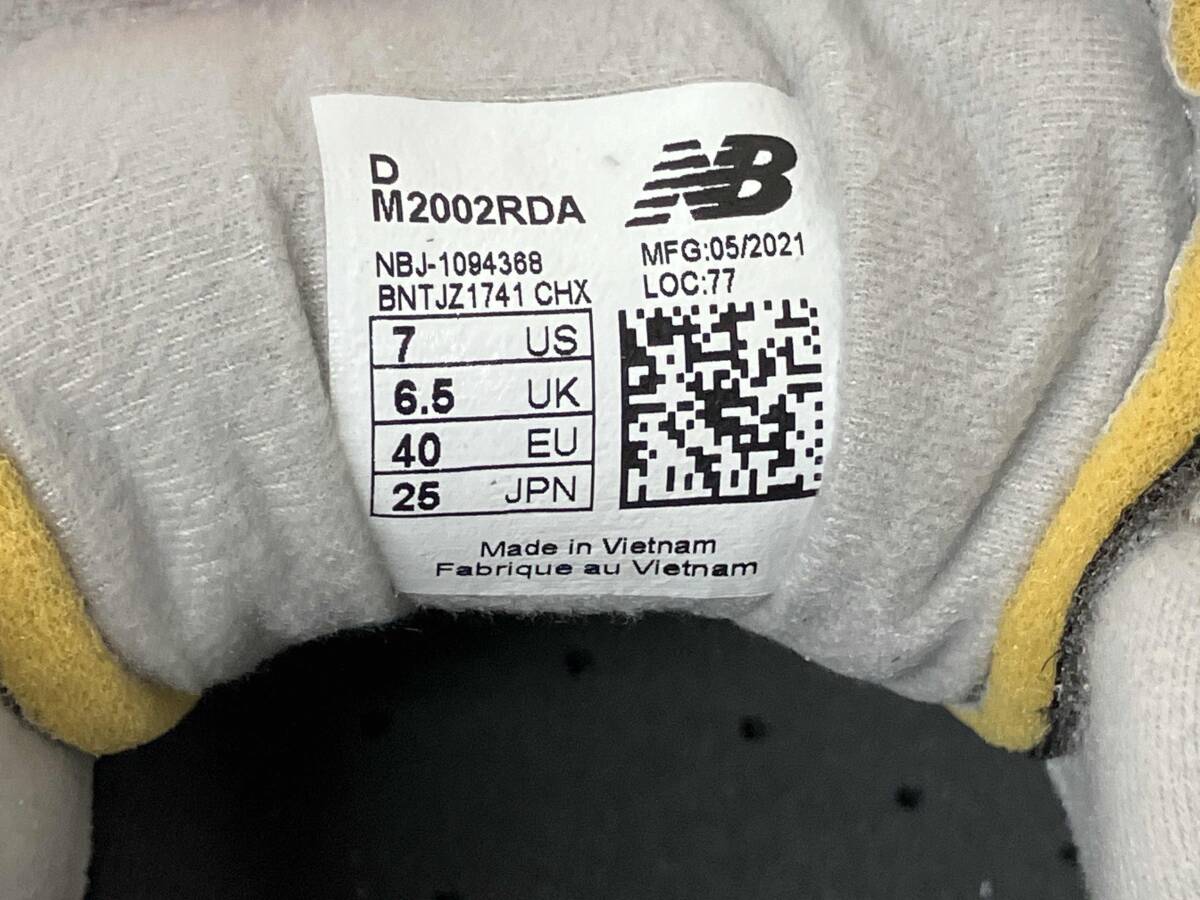 D
M2002RDA
NBJ-1094368
BNTJZ1741 CHX
7 US
6.5 UK
40 EU
25 JPN
NB
MFG:05/2021
LOC:77
Made in Vietnam
Fabrique au Vietnam